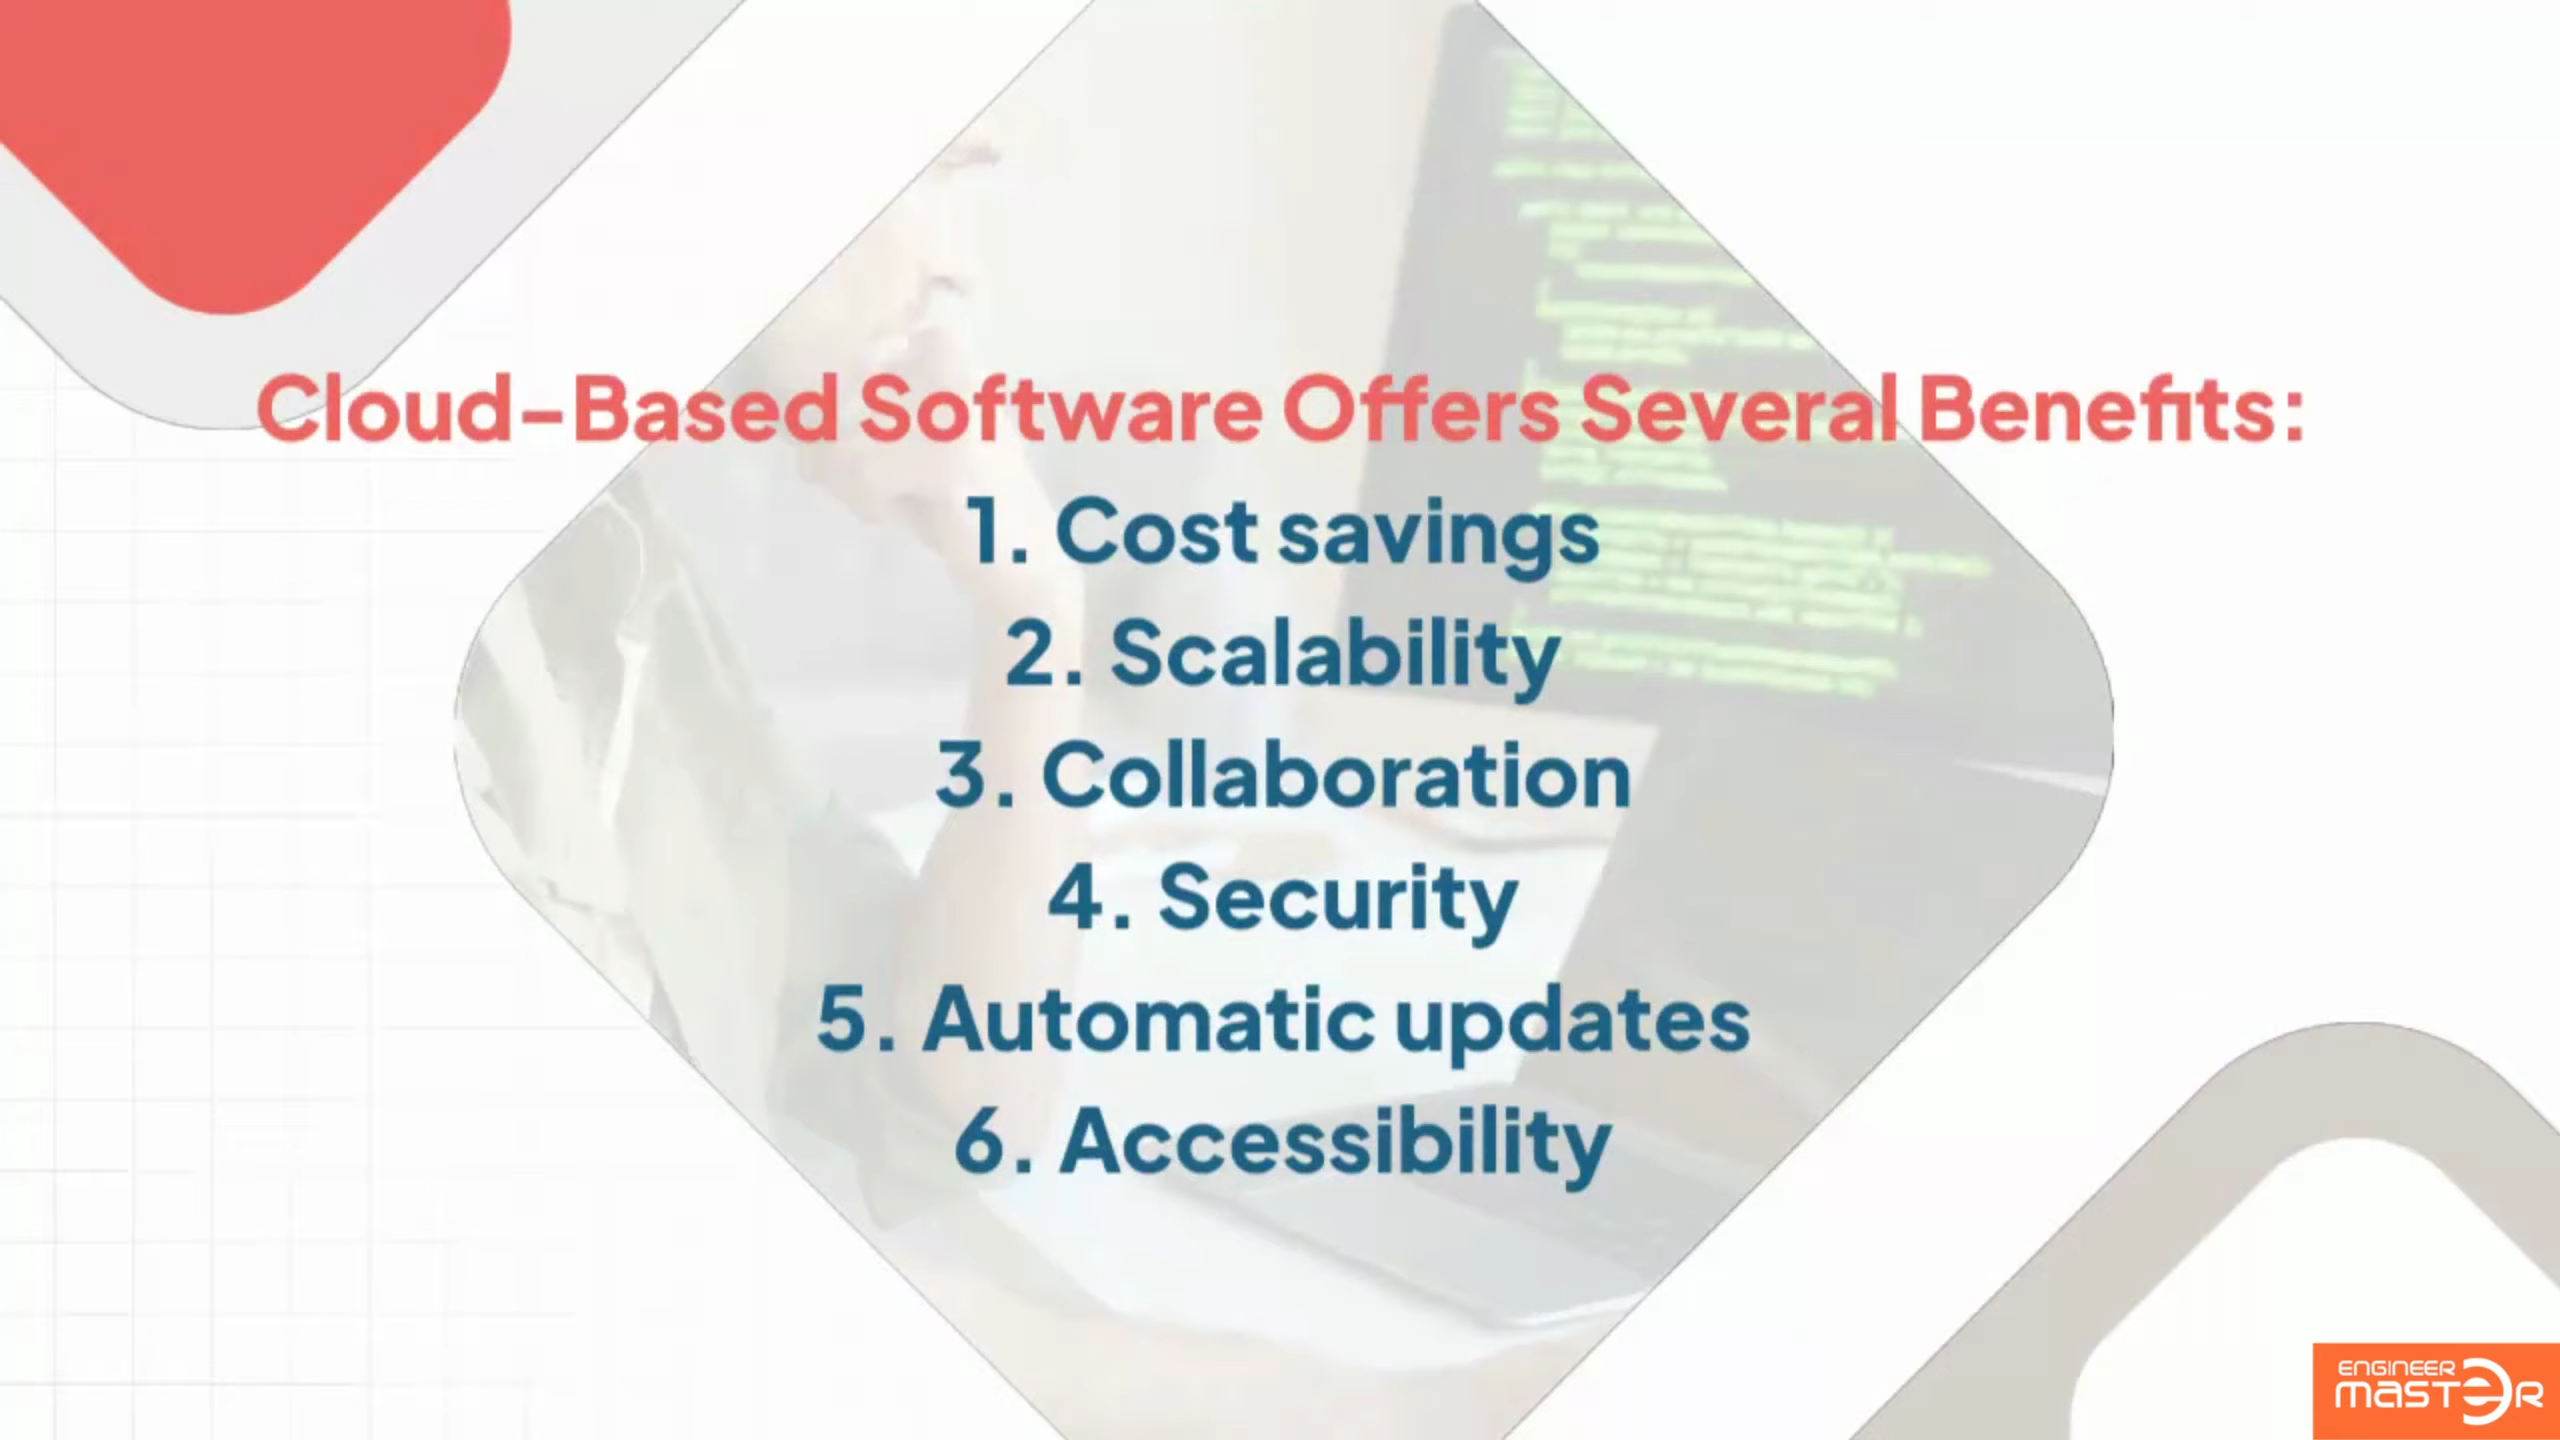 Cloud-Based Software Offers Several Benefits:
1. Cost savings
2. Scalability
3. Collaboration
4. Security
5. Automatic updates
6. Accessibility
ENGINEER
MASTER